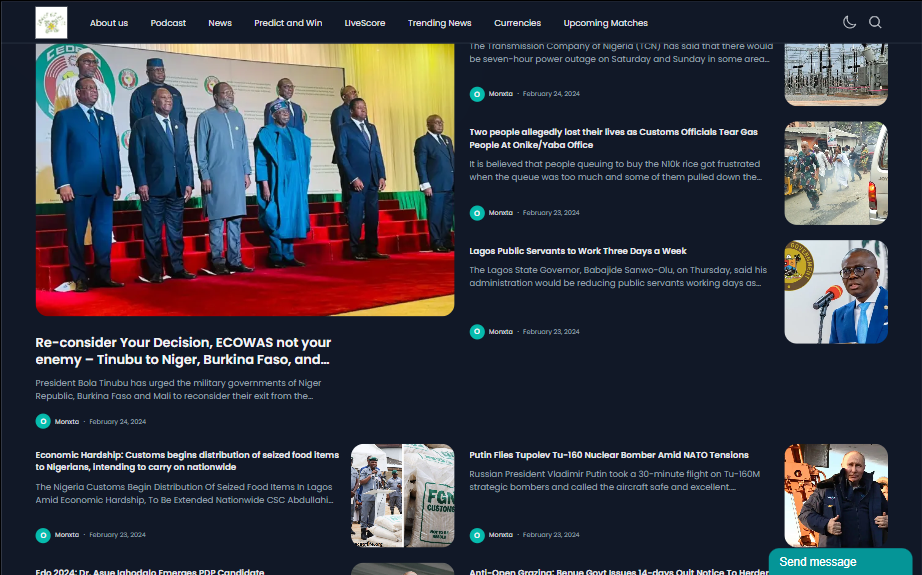 About us
Podcast
News
Predict and Win
LiveScore
Trending News
Currencies
Upcoming Matches
The Transmission Company of Nigeria (TCN) has said that there would
be seven-hour power outage on Saturday and Sunday in some area...
Monxta - February 24, 2024
Two people allegedly lost their lives as Customs Officials Tear Gas
People At Onike/Yaba Office
It is believed that people queuing to buy the N10k rice got frustrated
when the queue was too much and some of them pulled down the...
Monxta - February 23, 2024
Lagos Public Servants to Work Three Days a Week
The Lagos State Governor, Babajide Sanwo-Olu, on Thursday, said his
administration would be reducing public servants working days as...
Monxta - February 23, 2024
Re-consider Your Decision, ECOWAS not your
enemy – Tinubu to Niger, Burkina Faso, and...
President Bola Tinubu has urged the military governments of Niger
Republic, Burkina Faso and Mali to reconsider their exit from the...
Monxta - February 24, 2024
Economic Hardship: Customs begins distribution of seized food items
to Nigerians, intending to carry on nationwide
The Nigeria Customs Begin Distribution Of Seized Food Items In Lagos
Amid Economic Hardship, To Be Extended Nationwide CSC Abdullahi...
Monxta - February 23, 2024
FGN
CUSTOMS
Putin Flies Tupolev Tu-160 Nuclear Bomber Amid NATO Tensions
Russian President Vladimir Putin took a 30-minute flight on Tu-160M
strategic bombers and called the aircraft safe and excellent....
Monxta - February 23, 2024
Send message
Edo 2024: Dr. Asue Ighodalo Emerges PDP Candidate
Anti-Open Grazing: Benue Govt Issues 14-days Quit Notice To Herder